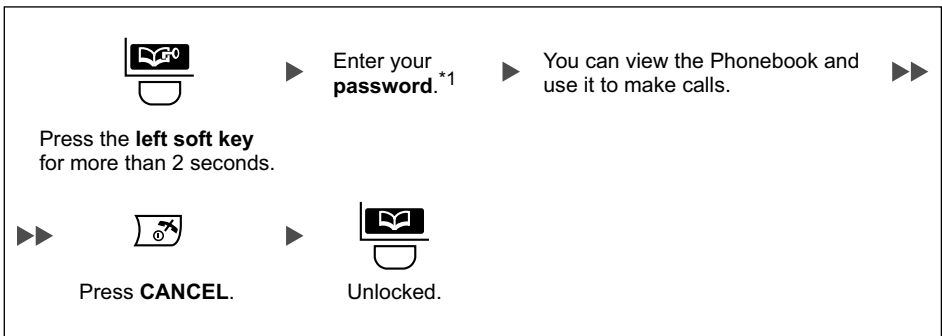 Enter your
password.*1
You can view the Phonebook and
use it to make calls.
Press the left soft key
for more than 2 seconds.
Press CANCEL.
Unlocked.